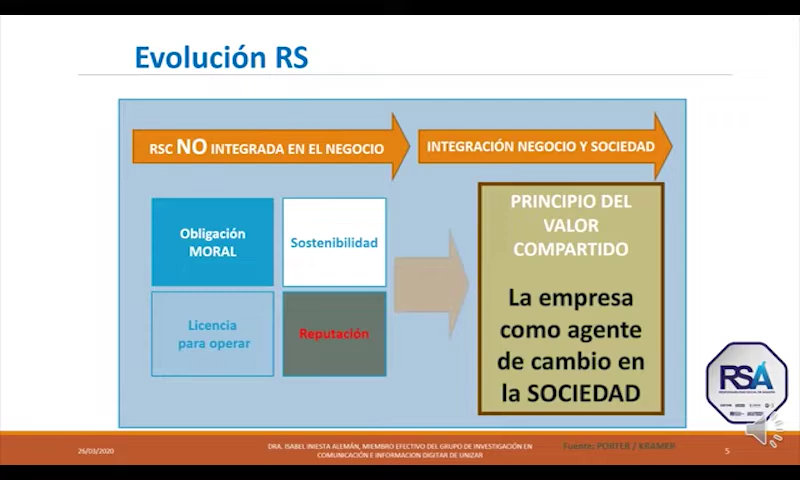 Evolución RS
RSC NO INTEGRADA EN EL NEGOCIO
INTEGRACIÓN NEGOCIO Y SOCIEDAD
Obligación
MORAL
Sostenibilidad
Licencia
para operar
Reputación
PRINCIPIO DEL
VALOR
COMPARTIDO
La empresa
como agente
de cambio en
la SOCIEDAD
RSA
26/03/2020
DRA. ISABEL INIESTA ALEMÁN, MIEMBRO EFECTIVO DEL GRUPO DE INVESTIGACIÓN EN
COMUNICACIÓN E INFORMACION DIGITAR DE UNIZAR
Fuente: PORTER / KRAMER
5